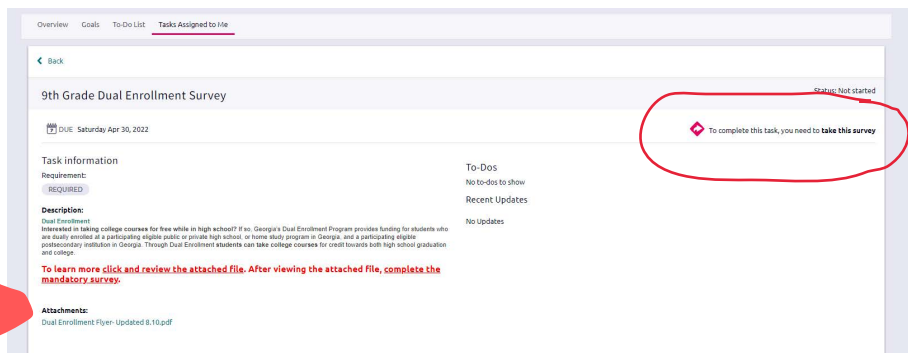 Overview Goals To-Do List Tasks Assigned to Me
Back
9th Grade Dual Enrollment Survey
Status: Not started
7 DUE Saturday Apr 30, 2022
To complete this task, you need to take this survey
Task information
Requirement:
REQUIRED
Description:
Dual Enrollment
Interested in taking college courses for free while in high school? If so, Georgia's Dual Enrollment Program provides funding for students who
are dually enrolled at a participating eligible public or private high school, or home study program in Georgia, and a participating eligible
postsecondary institution in Georgia. Through Dual Enrollment students can take college courses for credit towards both high school graduation
and college.
To learn more click and review the attached file. After viewing the attached file, complete the
mandatory survey.
Attachments:
Dual Enrollment Flyer- Updated 8.10.pdf
To-Dos
No to-dos to show
Recent Updates
No Updates